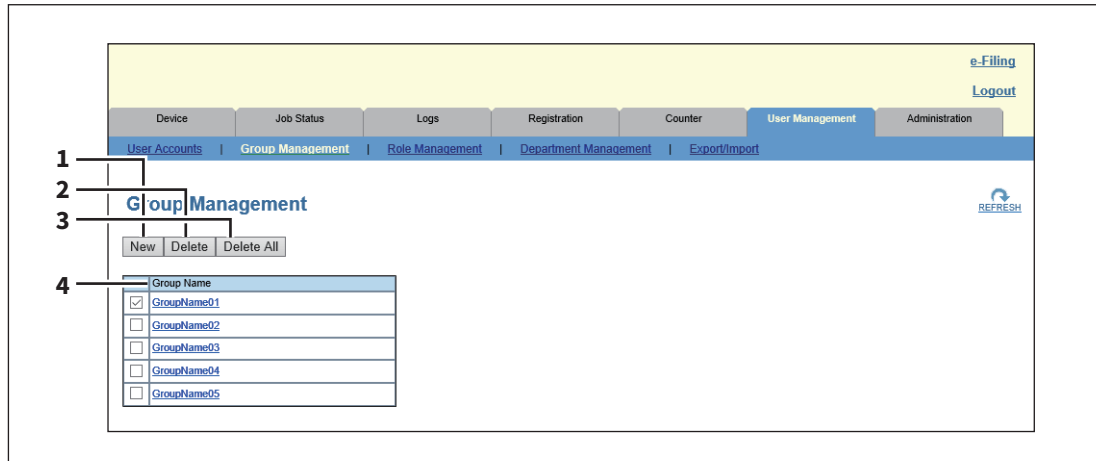 e-Filing
Logout
Device Job Status Logs Registration Counter User Management Administration
User Accounts | Group Management | Role Management | Department Management | Export/Import
1
2
Group Management
REFRESH
3
New Delete Delete All
4
Group Name
GroupName01
GroupName02
GroupName03
GroupName04
GroupName05